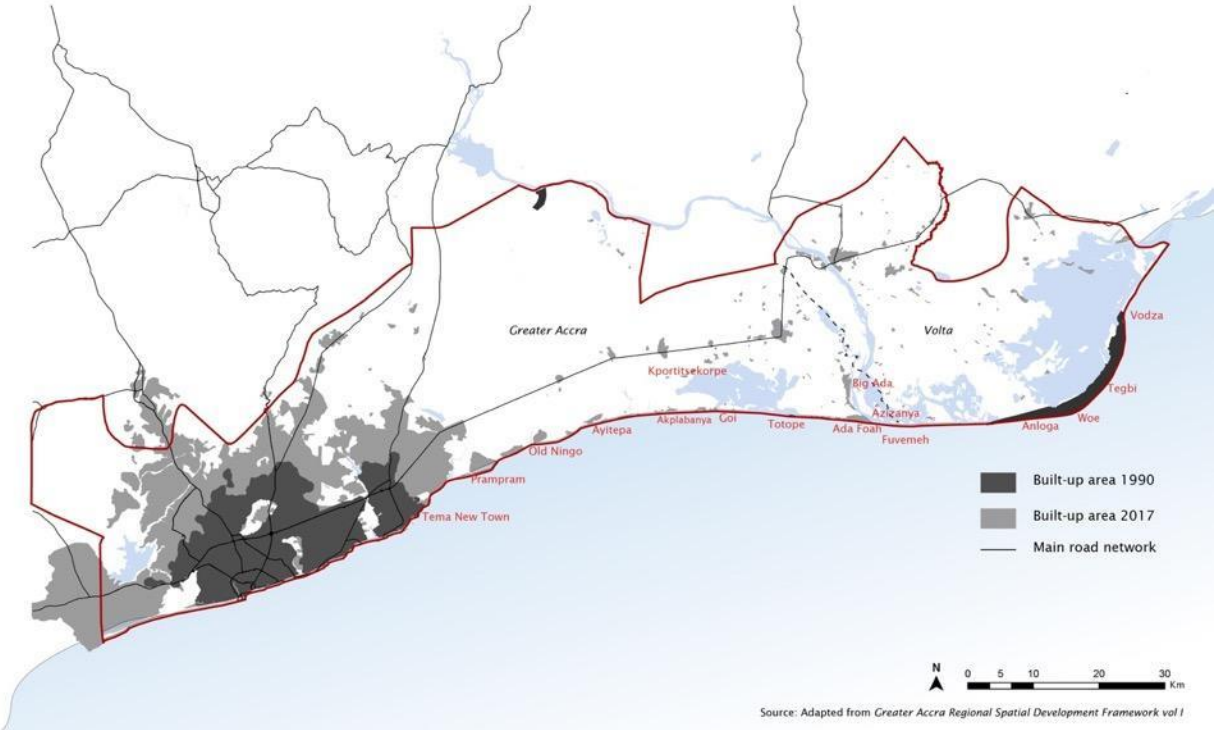 Greater Accra
Volta
Vodza
Kportitsekorpe
Big Ada
Tegbi
Akplabanya
Goi
Azizanya
Ayitepa
Totope
Ada Foah
Anloga
Woe
Fuvemeh
Old Ningo
Prampram
Tema New Town
Built-up area 1990
Built-up area 2017
Main road network
N
0 5 10 20 30
Km
Source: Adapted from Greater Accra Regional Spatial Development Framework vol I